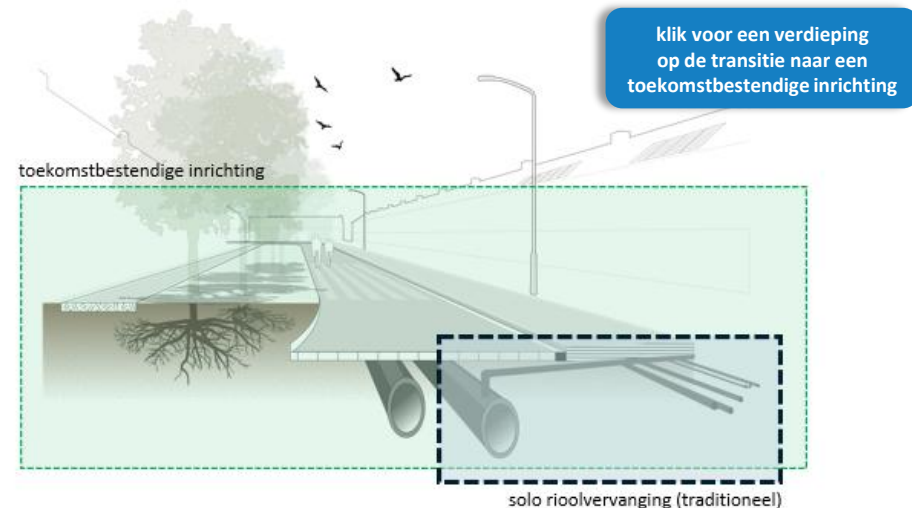 klik voor een verdieping
op de transitie naar een
toekomstbestendige inrichting
toekomstbestendige inrichting
solo rioolvervanging (traditioneel)